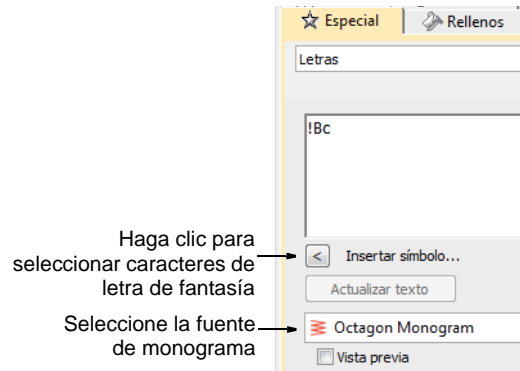 Especial Rellenos
Letras
!Bc
Haga clic para
seleccionar caracteres de
letra de fantasía
< Insertar símbolo...
Actualizar texto
Seleccione la fuente
de monograma
Octagon Monogram
Vista previa